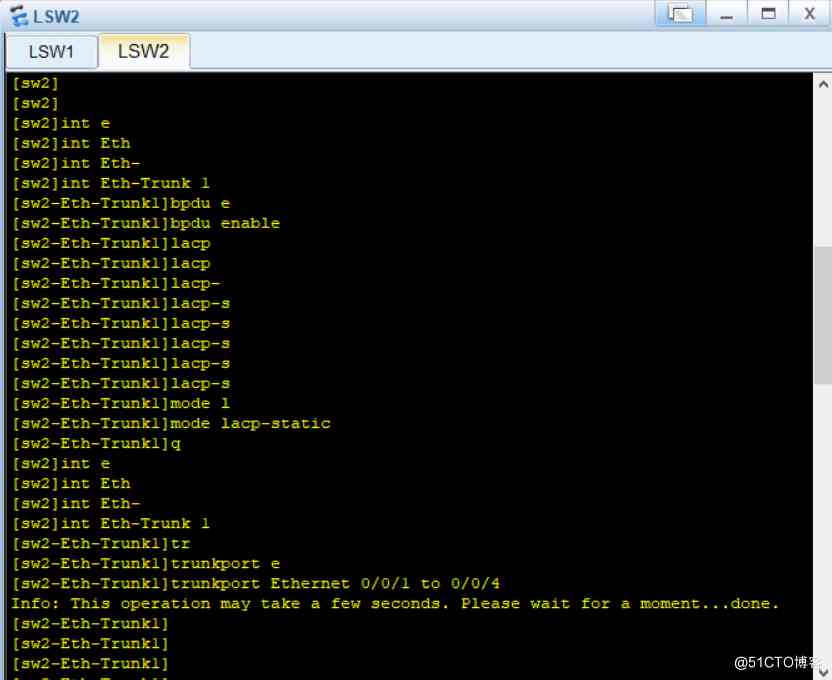 LSW2
LSW1
LSW2
[sw2]
[sw2]
[sw2]int e
[sw2]int Eth
[sw2]int Eth-
[sw2]int Eth-Trunk 1
[sw2-Eth-Trunk1]bpdu e
[sw2-Eth-Trunk1]bpdu enable
[sw2-Eth-Trunk1]lacp
[sw2-Eth-Trunk1]lacp
[sw2-Eth-Trunk1]lacp-
[sw2-Eth-Trunk1]lacp-s
[sw2-Eth-Trunk1]lacp-s
[sw2-Eth-Trunk1]lacp-s
[sw2-Eth-Trunk1]lacp-s
[sw2-Eth-Trunk1]lacp-s
[sw2-Eth-Trunk1]mode l
[sw2-Eth-Trunk1]mode lacp-static
[sw2-Eth-Trunk1]q
[sw2]int e
[sw2]int Eth
[sw2]int Eth-
[sw2]int Eth-Trunk 1
[sw2-Eth-Trunk1]tr
[sw2-Eth-Trunk1]trunkport e
[sw2-Eth-Trunk1]trunkport Ethernet 0/0/1 to 0/0/4
Info: This operation may take a few seconds. Please wait for a moment...done.
[sw2-Eth-Trunk1]
[sw2-Eth-Trunk1]
[sw2-Eth-Trunk1]
@51CTO博客